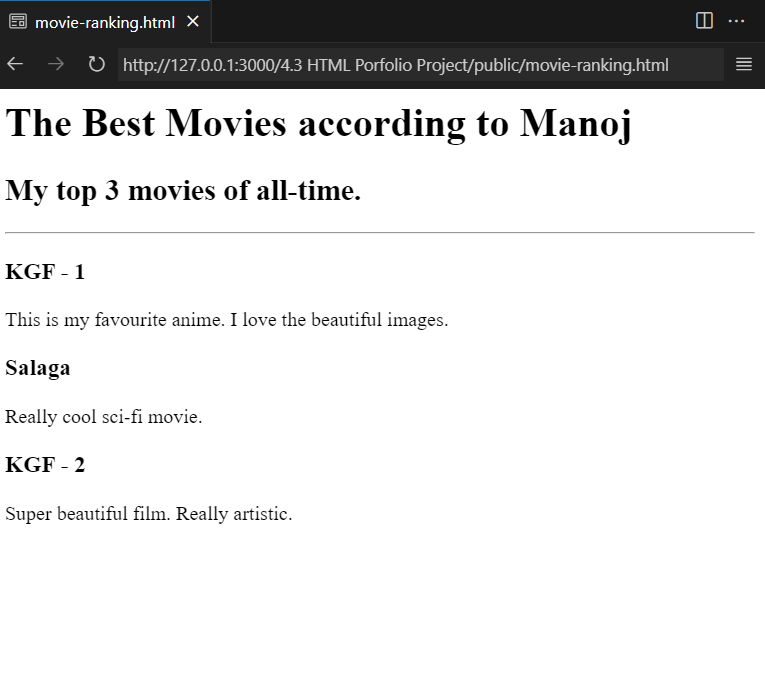 movie-ranking.html
http://127.0.0.1:3000/4.3 HTML Porfolio Project/public/movie-ranking.html
The Best Movies according to Manoj
My top 3 movies of all-time.
KGF - 1
This is my favourite anime. I love the beautiful images.
Salaga
Really cool sci-fi movie.
KGF - 2
Super beautiful film. Really artistic.